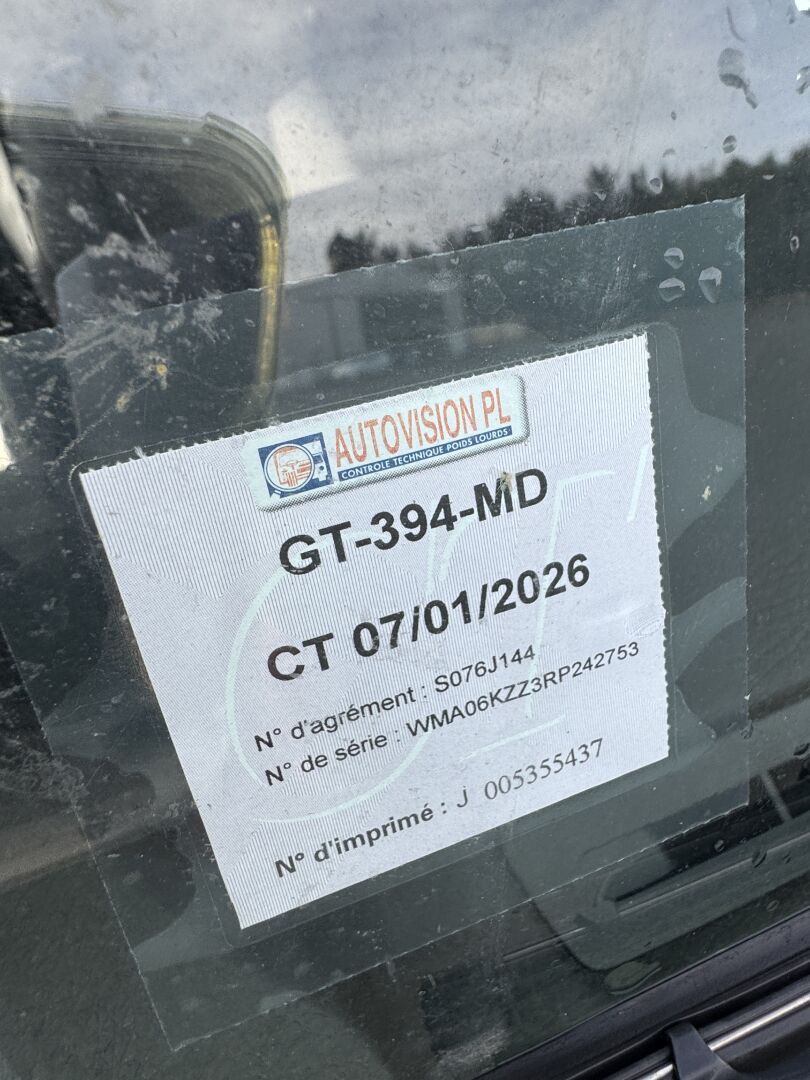 AUTOVISION PL
CONTROLE TECHNIQUE POIDS LOURDS
GT-394-MD
CT 07/01/2026
N° d'agrément : S076J144
N° de série : WMA06KZZ3RP242753
N° d'imprimé : J 005355437